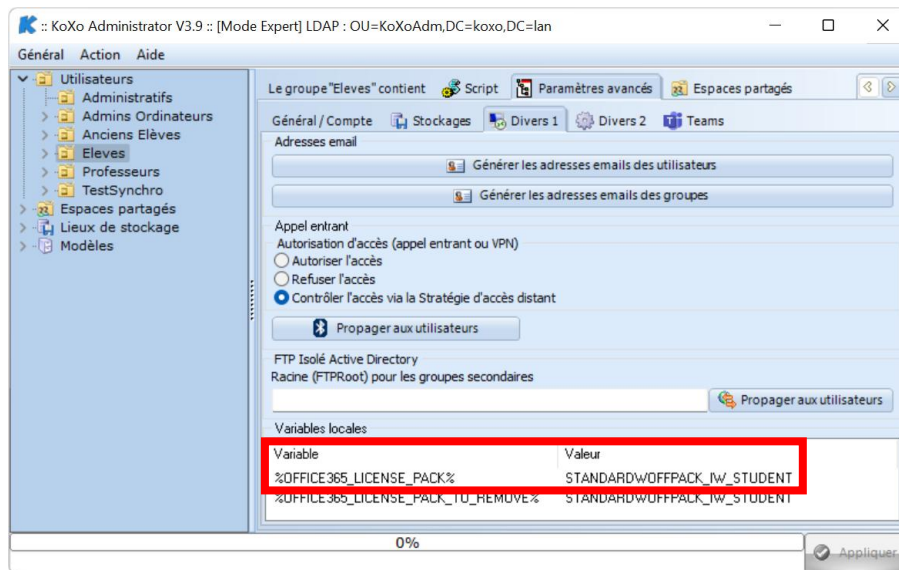 :: KoXo Administrator V3.9 :: [Mode Expert] LDAP : OU=KoXoAdm,DC=koxo,DC=lan
Général Action Aide
Utilisateurs
Administratifs
Admins Ordinateurs
Anciens Elèves
Eleves
Professeurs
TestSynchro
Espaces partagés
Lieux de stockage
Modèles
Le groupe "Eleves" contient Script Paramètres avancés Espaces partagés
Général / Compte Stockages Divers 1 Divers 2 Teams
Adresses email
Générer les adresses emails des utilisateurs
Générer les adresses emails des groupes
Appel entrant
Autorisation d'accès (appel entrant ou VPN)
Autoriser l'accès
Refuser l'accès
Contrôler l'accès via la Stratégie d'accès distant
Propager aux utilisateurs
FTP Isolé Active Directory
Racine (FTPRoot) pour les groupes secondaires
Propager aux utilisateurs
Variables locales
Variable Valeur
%OFFICE365_LICENSE_PACK% STANDARDWOFFPACK_IW_STUDENT
%OFFICE365_LICENSE_PACK_TO_REMOVE% STANDARDWOFFPACK_IW_STUDENT
0%
Appliquer